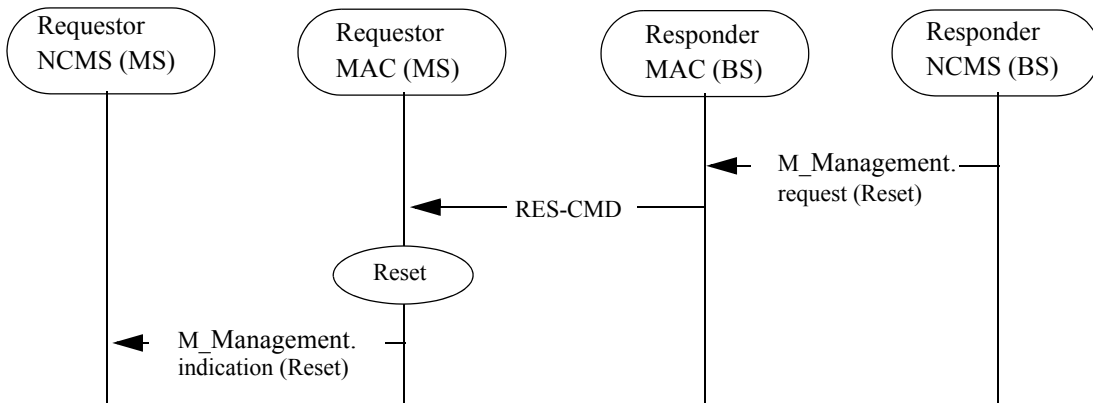 Requestor
NCMS (MS)
Requestor
MAC (MS)
Responder
MAC (BS)
Responder
NCMS (BS)
M_Management.
request (Reset)
RES-CMD
Reset
M_Management.
indication (Reset)